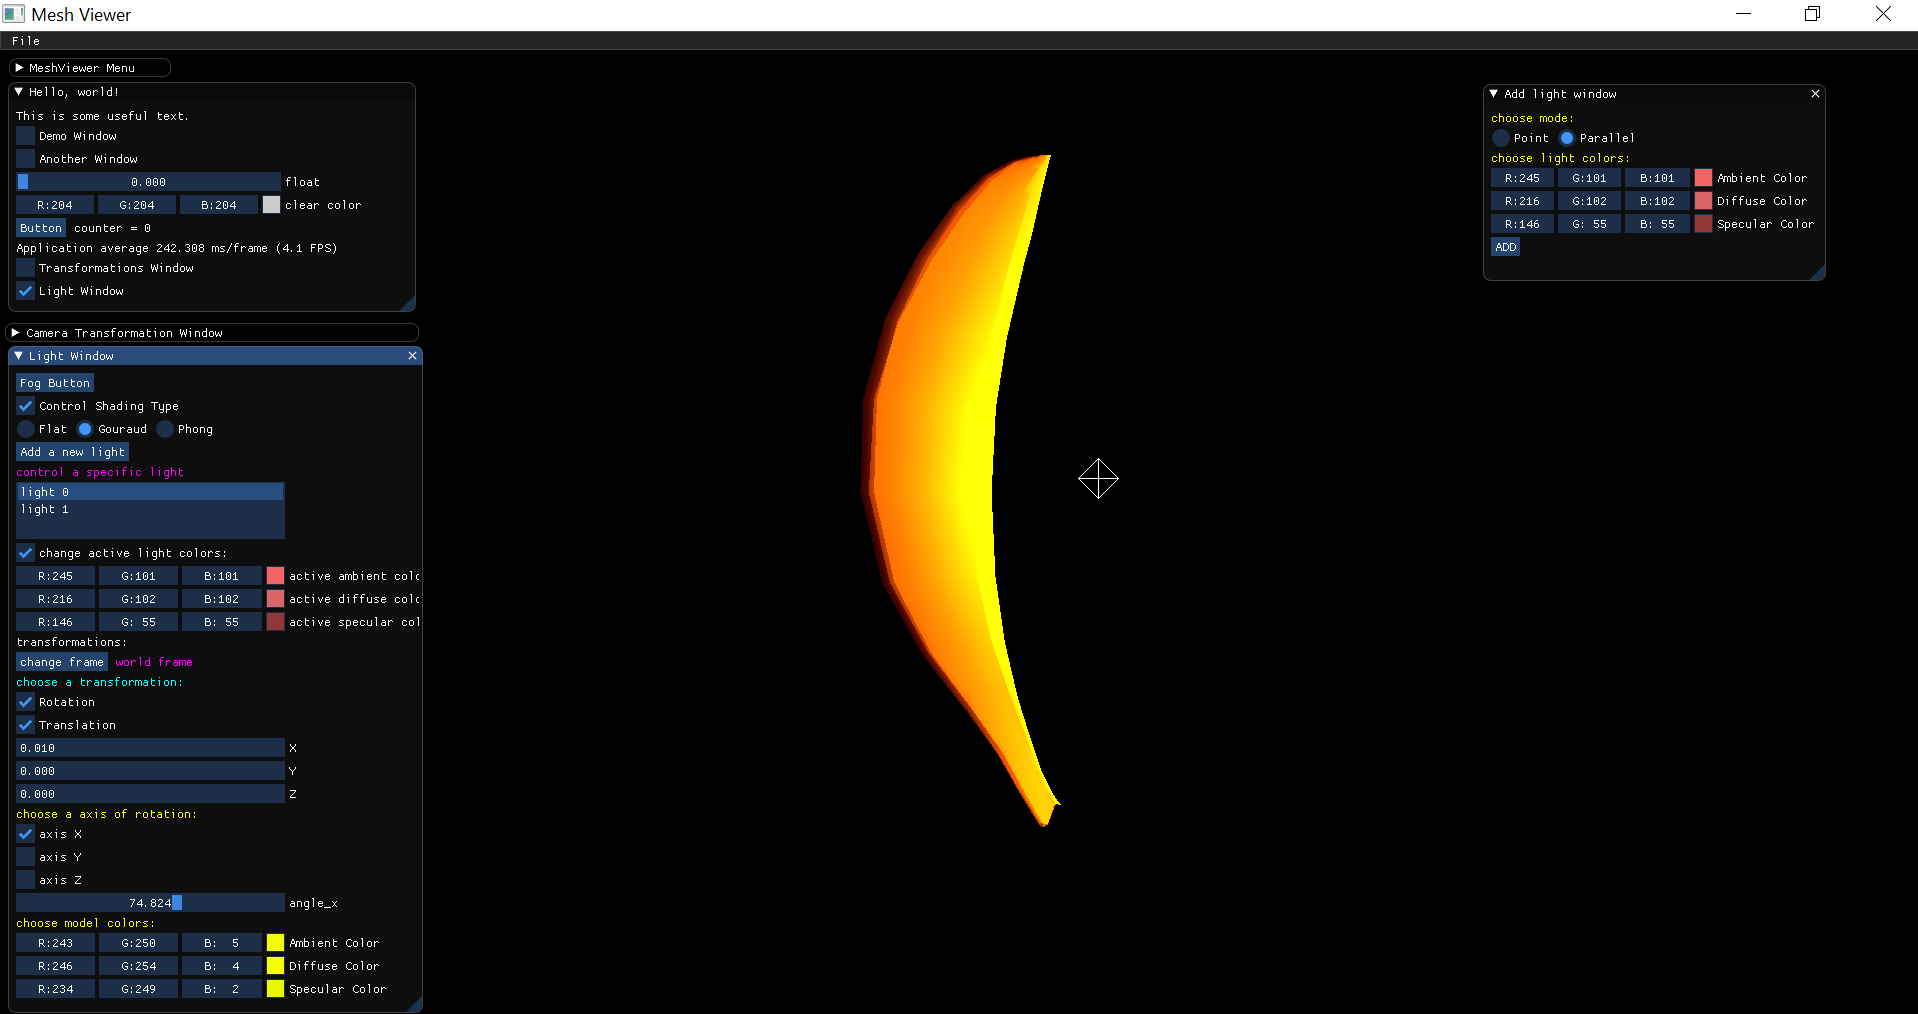 Mesh Viewer
File
MeshViewer Menu
Hello, world!
This is some useful text.
Demo Window
Another Window
0.000 float
R:204 G:204 B:204 clear color
Button counter = 0
Application average 242.308 ms/frame (4.1 FPS)
Transformations Window
Light Window
Camera Transformation Window
Light Window
Fog Button
Control Shading Type
Flat Gouraud Phong
Add a new light
control a specific light
light 0
light 1
change active light colors:
R:245 G:101 B:101 active ambient colo
R:216 G:102 B:102 active diffuse colo
R:146 G: 55 B: 55 active specular col
transformations:
change frame world frame
choose a transformation:
Rotation
Translation
0.010 X
0.000 Y
0.000 Z
choose a axis of rotation:
axis X
axis Y
axis Z
74.824 angle_x
choose model colors:
R:243 G:250 B: 5 Ambient Color
R:246 G:254 B: 4 Diffuse Color
R:234 G:249 B: 2 Specular Color
Add light window
choose mode:
Point Parallel
choose light colors:
R:245 G:101 B:101 Ambient Color
R:216 G:102 B:102 Diffuse Color
R:146 G: 55 B: 55 Specular Color
ADD